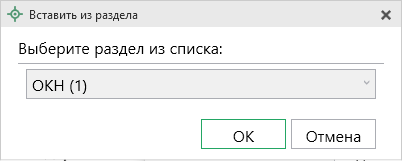 Вставить из раздела
Выберите раздел из списка:
ОКН (1)
ОК
Отмена